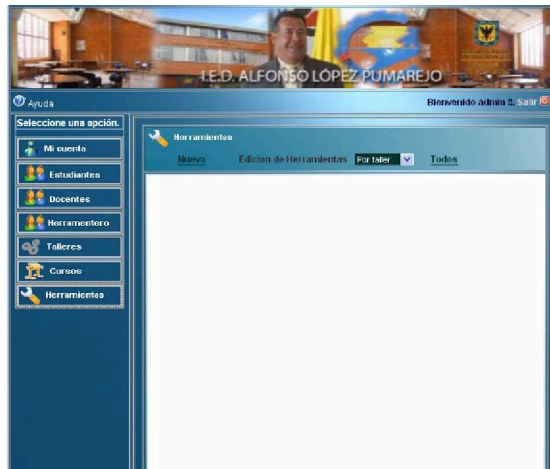 I.E.D. ALFONSO LÓPEZ PUMAREJO
Ayuda
Bienvenido admin !!. Salir
Seleccione una opción.
Mi cuenta
Estudiantes
Docentes
Herramentero
Talleres
Cursos
Herramientas
Herramientas
Nuevo Edicion de Herramientas Por taller Todos